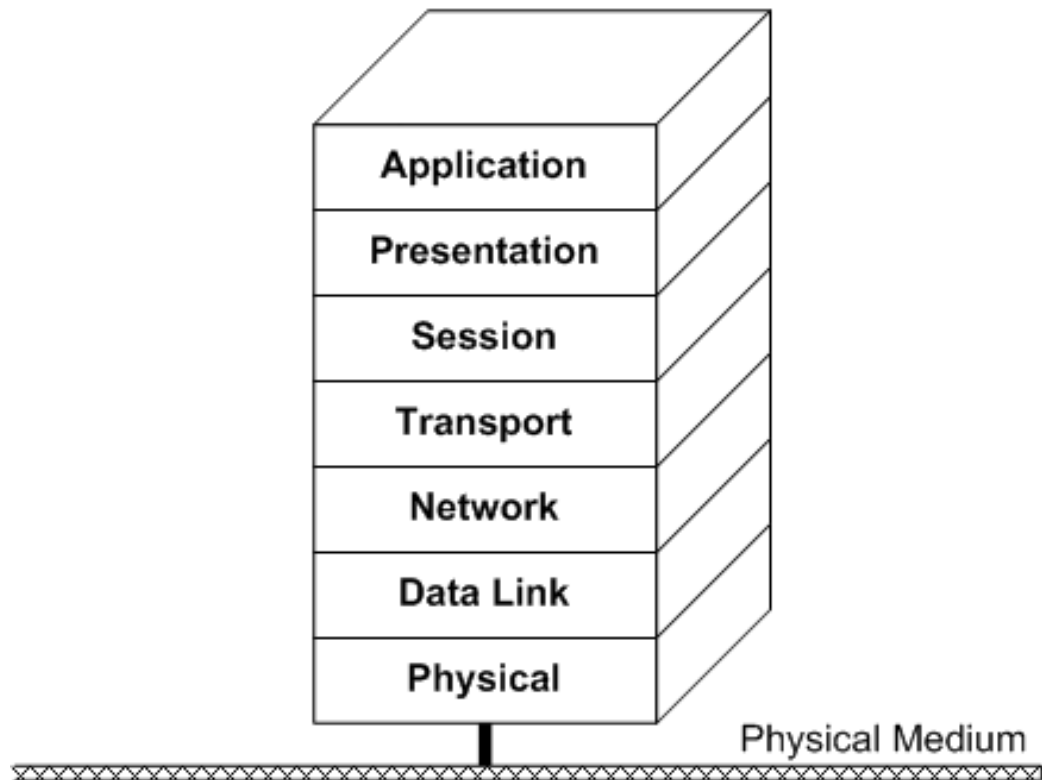 Application
Presentation
Session
Transport
Network
Data Link
Physical
Physical Medium